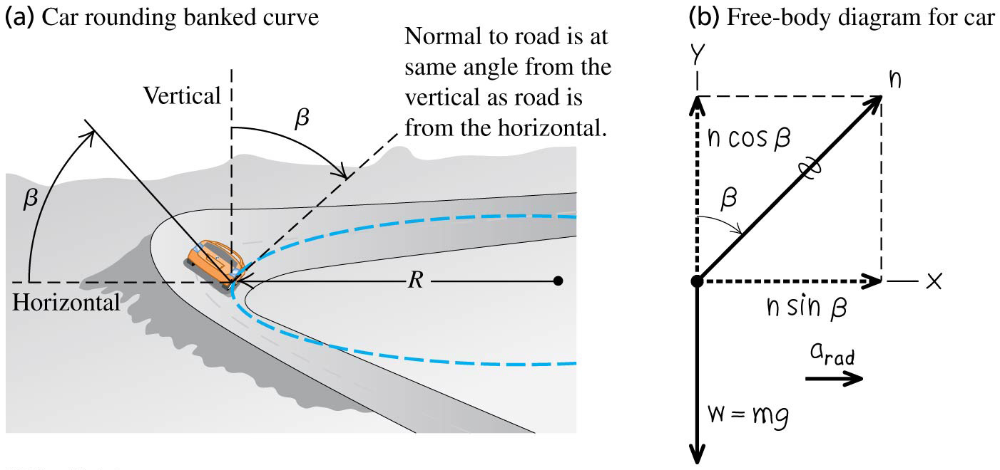 (a) Car rounding banked curve
Normal to road is at
same angle from the
vertical as road is
from the horizontal.
Vertical
β
β
R
Horizontal
(b) Free-body diagram for car
y
n
n cos β
β
x
n sin β
a rad
w = mg